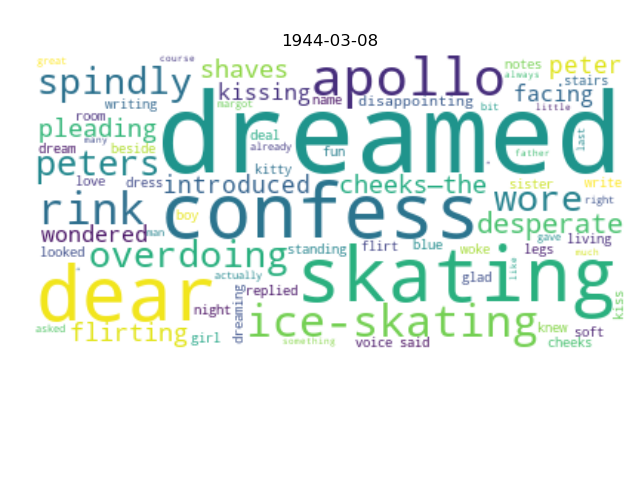 1944-03-08
great
course
spindly
shaves
apollo
notes
always
peter
stairs
kissing
name
disappointing
bit
facing
little
writing
margot
room
pleading
many
dream
beside
peters
dreamed
deal
already
fun
kitty
father
last
love
dress
introduced
cheeks—the
sister
write
right
rink
boy
confess
wore
desperate
wondered
man
looked
overdoing
standing
flirt
blue
woke
gave
living
legs
like
much
dear
actually
skating
glad
replied
night
dreaming
ice-skating
kiss
asked
flirting
girl
something
voice said
knew
soft
cheeks